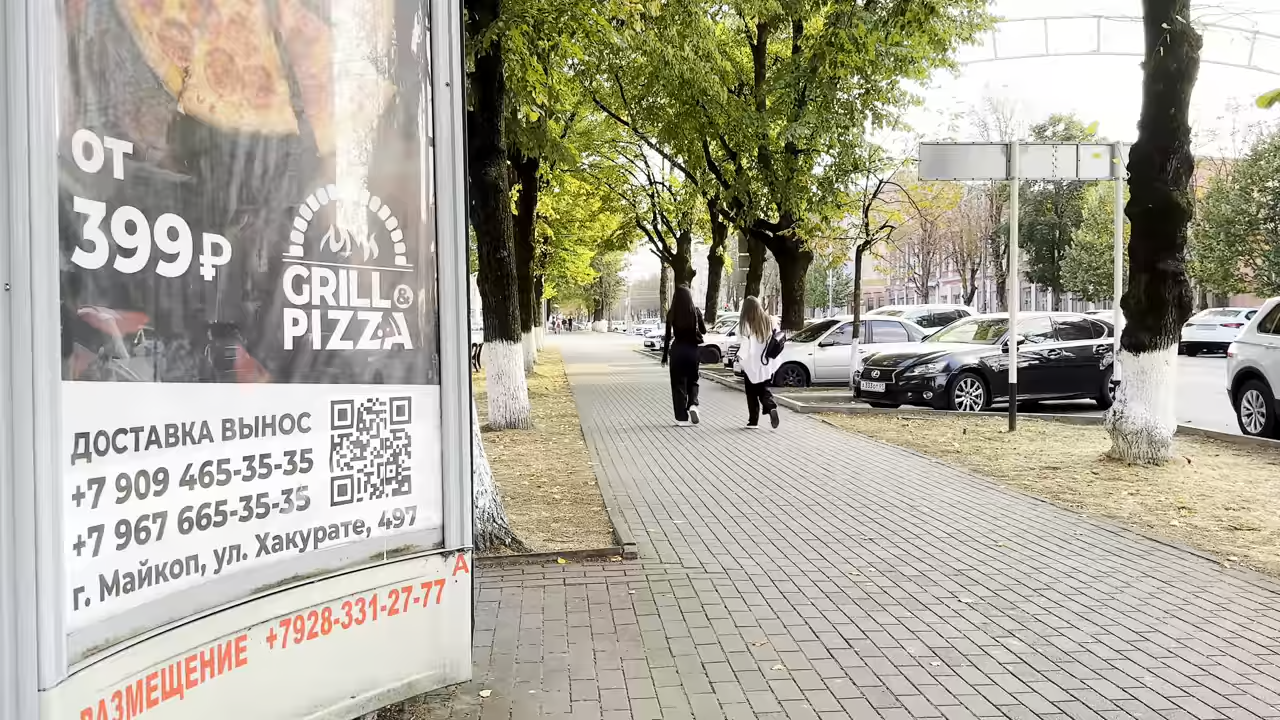 ОТ
399₽
GRILL &
PIZZA
ДОСТАВКА ВЫНОС
+7 909 465-35-35
+7 967 665-35-35
г. Майкоп, ул. Хакурате, 497
А
РАЗМЕЩЕНИЕ +7928-331-27-77